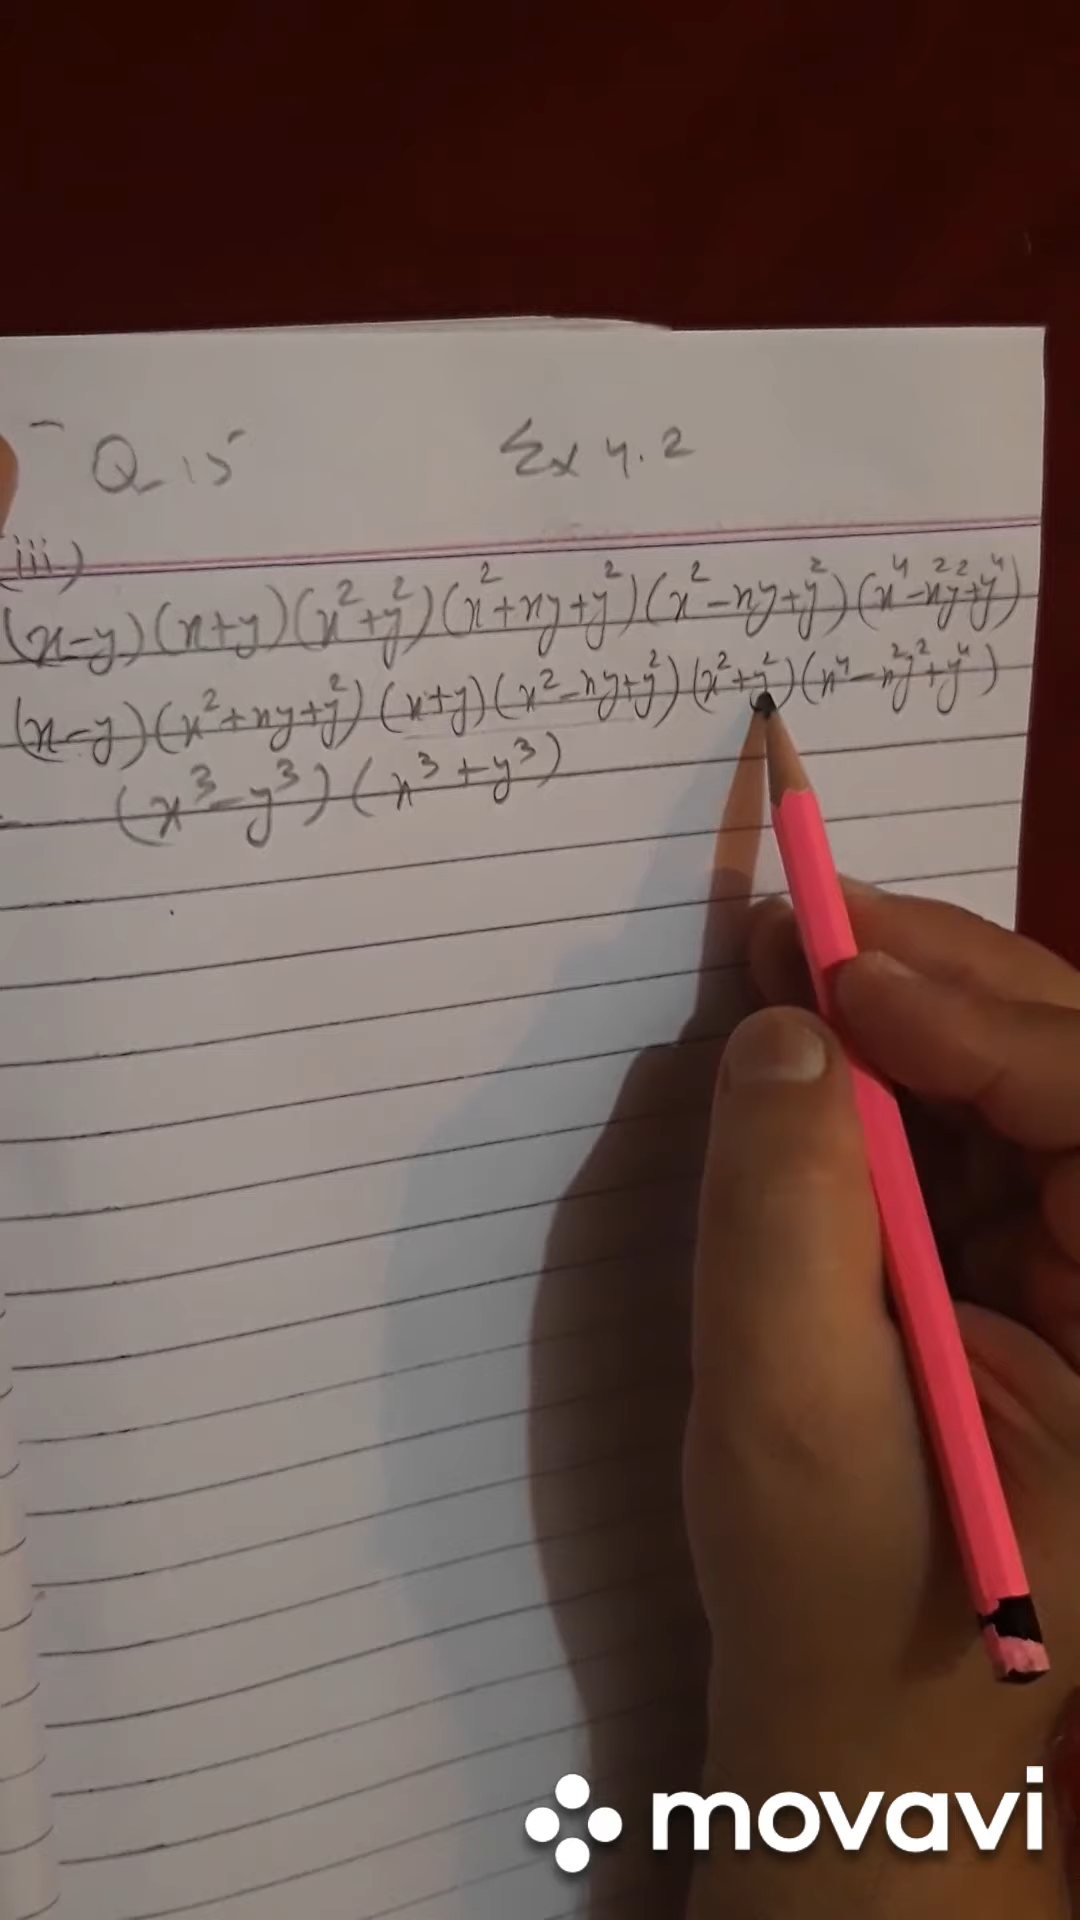 Q 15 Ex 4.2
(iii)
(x-y)(x+y)(x²+y²)(x²+xy+y²)(x²-xy+y²)(x⁴-x²y²+y⁴)
(x-y)(x²+xy+y²)(x+y)(x²-xy+y²)(x²+y²)(x⁴-x²y²+y⁴)
(x³-y³)(x³+y³)
movavi